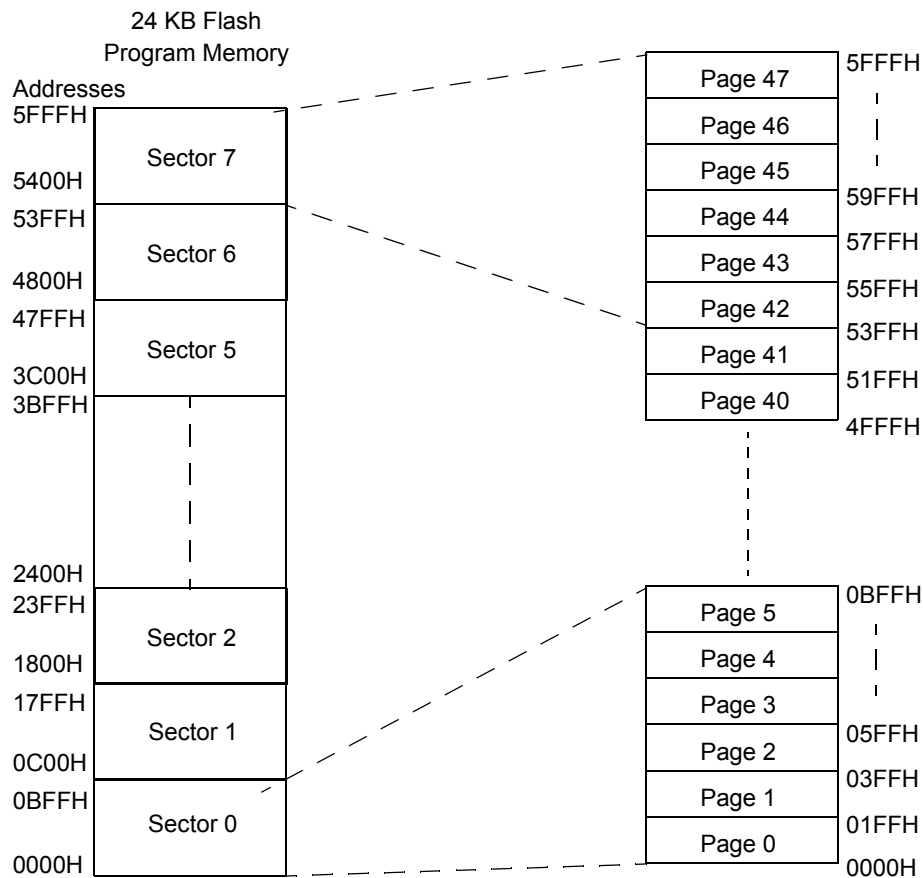 24 KB Flash
Program Memory
Addresses
5FFFH
Sector 7
5400H
53FFH
Sector 6
4800H
47FFH
Sector 5
3C00H
3BFFH
2400H
23FFH
Sector 2
1800H
17FFH
Sector 1
0C00H
0BFFH
Sector 0
0000H
Page 47
5FFFH
Page 46
Page 45
59FFH
Page 44
57FFH
Page 43
55FFH
Page 42
53FFH
Page 41
51FFH
Page 40
4FFFH
Page 5
0BFFH
Page 4
Page 3
05FFH
Page 2
03FFH
Page 1
01FFH
Page 0
0000H